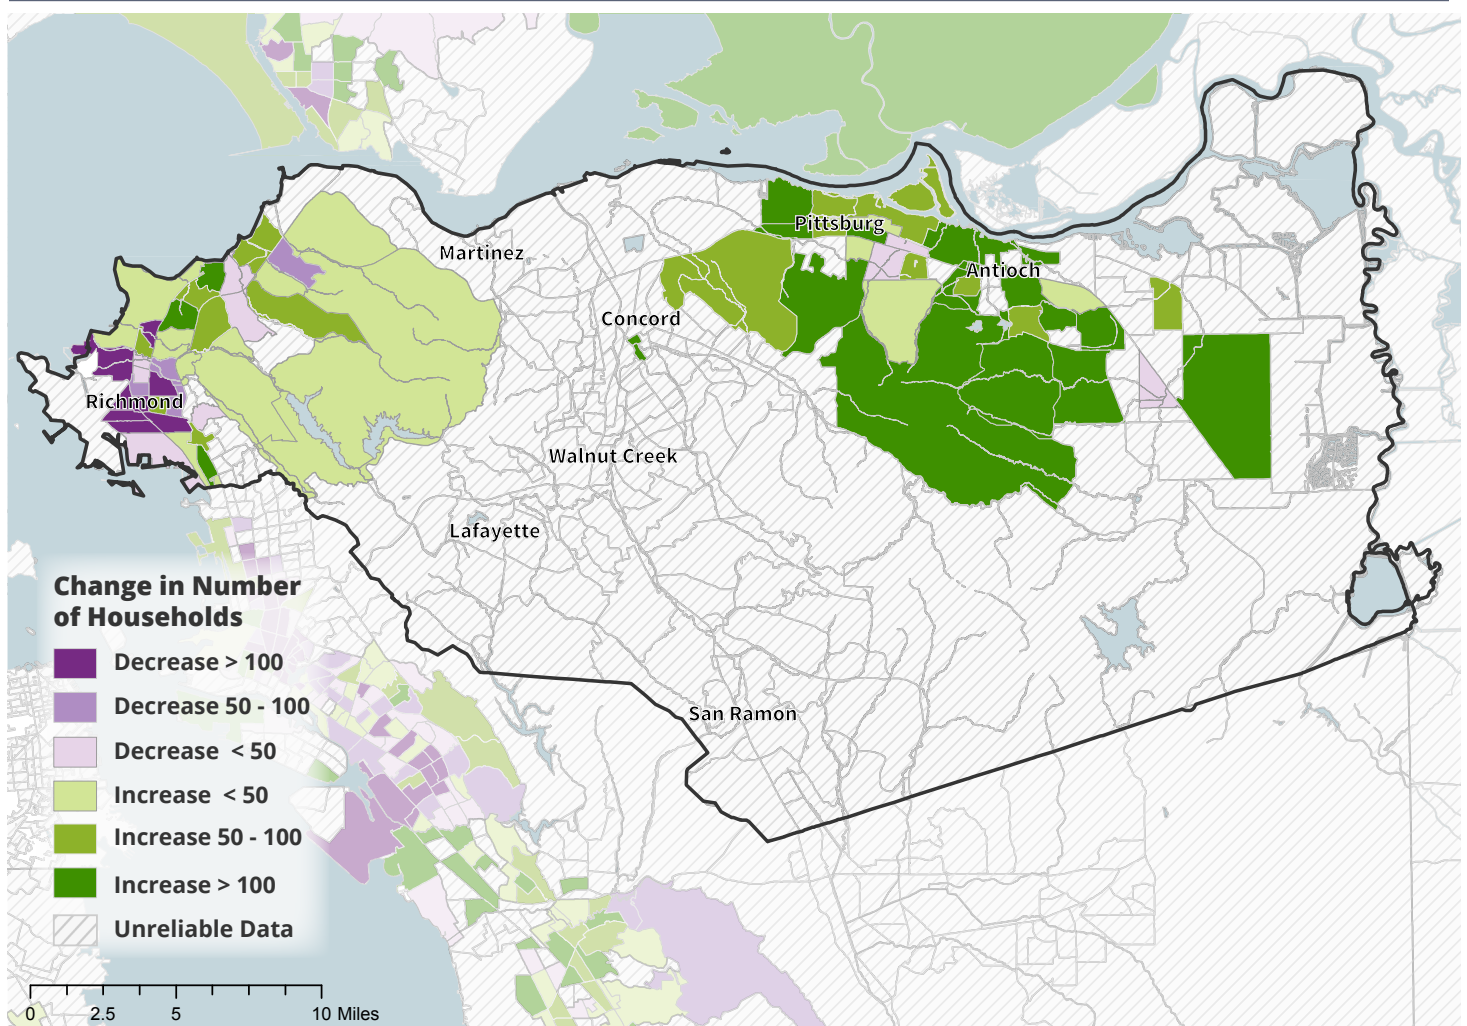 Pittsburg
Martinez
Antioch
Concord
Richmond
Walnut Creek
Lafayette
San Ramon
Change in Number
of Households
Decrease > 100
Decrease 50 - 100
Decrease < 50
Increase < 50
Increase 50 - 100
Increase > 100
Unreliable Data
0 2.5 5 10 Miles